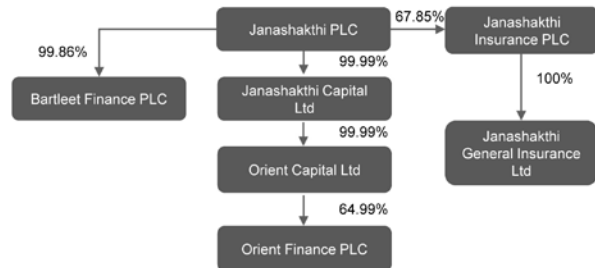 Janashakthi PLC
67.85%
Janashakthi
Insurance PLC
99.86%
99.99%
100%
Bartleet Finance PLC
Janashakthi Capital
Ltd
99.99%
Janashakthi
General Insurance
Ltd
Orient Capital Ltd
64.99%
Orient Finance PLC